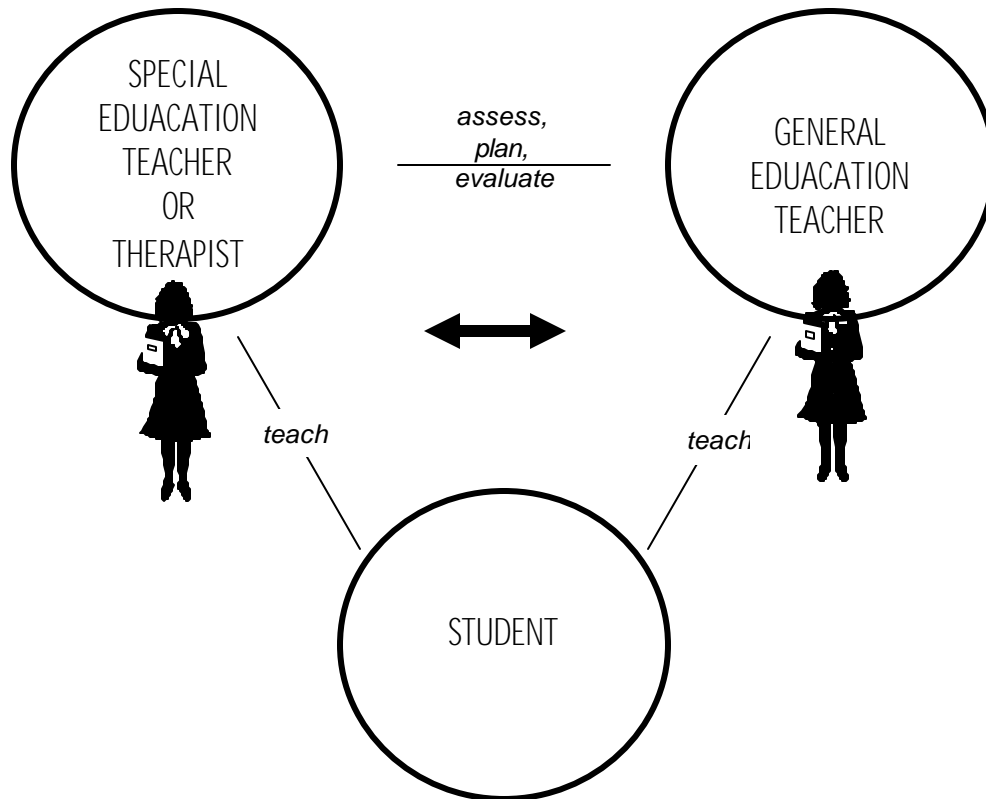 SPECIAL
EDUACATION
TEACHER
OR
THERAPIST
assess,
plan,
evaluate
GENERAL
EDUACATION
TEACHER
teach
teach
STUDENT